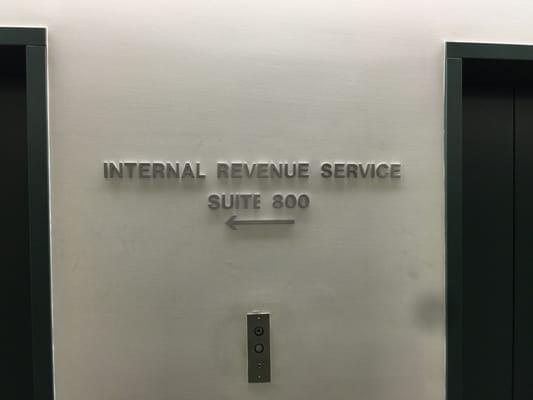 INTERNAL REVENUE SERVICE
SUITE 800